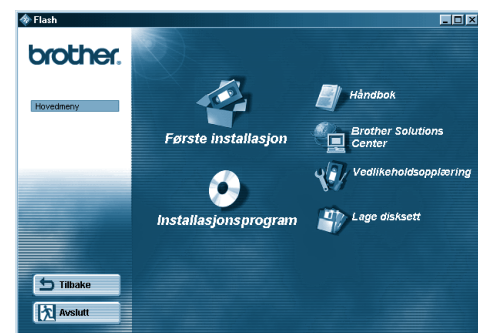 Flash
brother.
Hovedmeny
Første installasjon
Installasjonsprogram
Håndbok
Brother Solutions
Center
Vedlikeholdsopplæring
Lage disksett
Tilbake
Avslutt